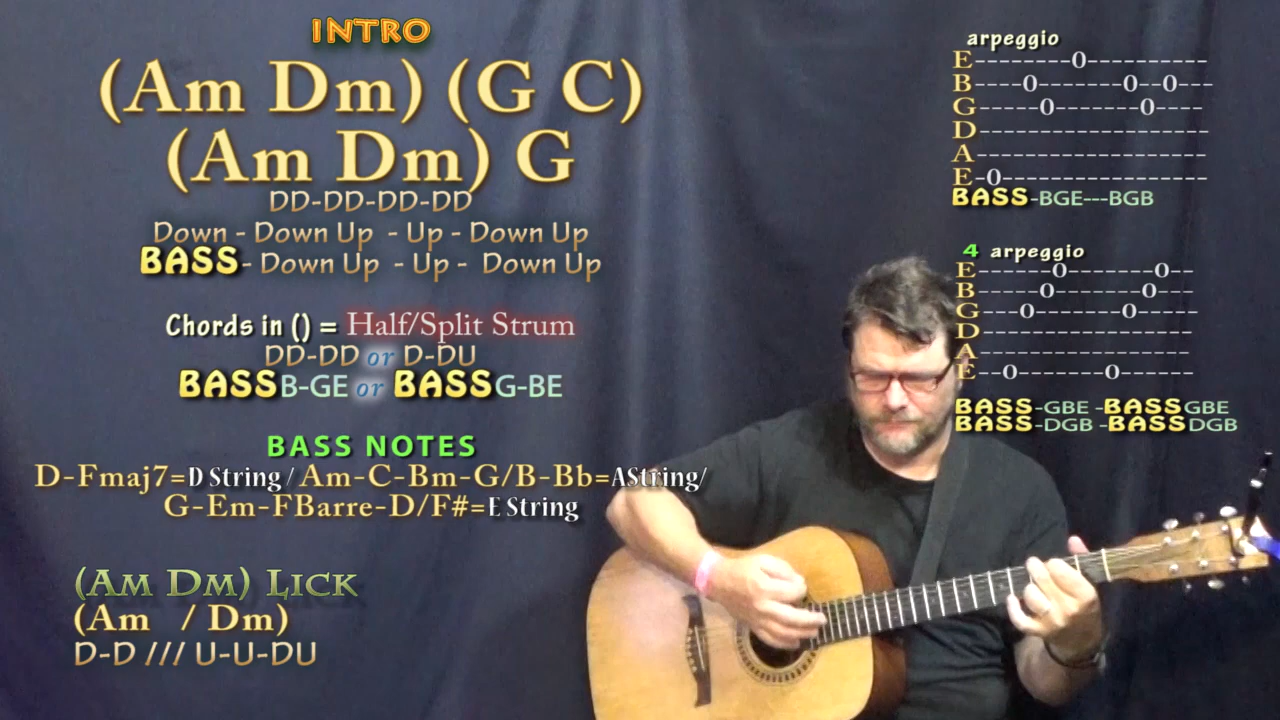 INTRO
(Am Dm) (G C)
(Am Dm) G
DD-DD-DD-DD
Down - Down Up - Up - Down Up
BASS- Down Up - Up - Down Up
Chords in () = Half/Split Strum
DD-DD or D-DU
BASSB-GE or BASSG-BE
BASS NOTES
D-Fmaj7=D String / Am-C-Bm-G/B-Bb=AString/
G-Em-FBarre-D/F#=E String
(Am Dm) Lick
(Am / Dm)
D-D /// U-U-DU
arpeggio
E--------0----------
B----0-------0--0---
G------0-------0----
D-------------------
A-------------------
E-0-----------------
BASS-BGE---BGB
4 arpeggio
E-------0--------0--
B------0--------0---
G----0--------0-----
D-------------------
A-------------------
E--0--------0-------
BASS-GBE -BASSGBE
BASS-DGB -BASSDGB